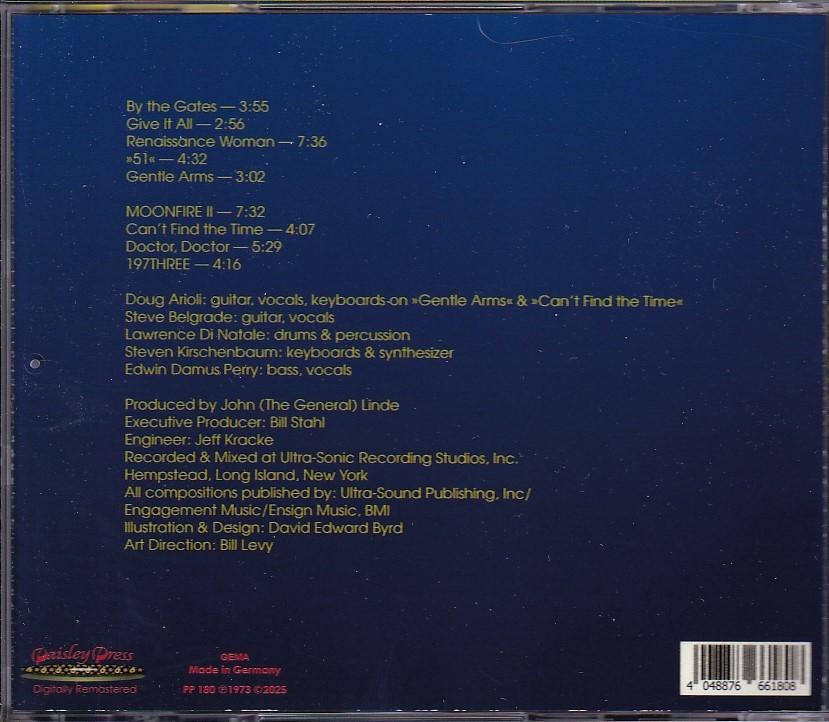 By the Gates — 3:55
Give It All — 2:56
Renaissance Woman — 7:36
»51« — 4:32
Gentle Arms — 3:02
MOONFIRE II — 7:32
Can't Find the Time — 4:07
Doctor, Doctor — 5:29
197THREE — 4:16
Doug Arioli: guitar, vocals, keyboards on »Gentle Arms« & »Can't Find the Time«
Steve Belgrade: guitar, vocals
Lawrence Di Natale: drums & percussion
Steven Kirschenbaum: keyboards & synthesizer
Edwin Damus Perry: bass, vocals
Produced by John (The General) Linde
Executive Producer: Bill Stahl
Engineer: Jeff Kracke
Recorded & Mixed at Ultra-Sonic Recording Studios, Inc.
Hempstead, Long Island, New York
All compositions published by: Ultra-Sound Publishing, Inc/
Engagement Music/Ensign Music, BMI
Illustration & Design: David Edward Byrd
Art Direction: Bill Levy
Paisley Press
Digitally Remastered
GEMA
Made in Germany
PP 180 ℗1973 ©2025
4 048876 661808